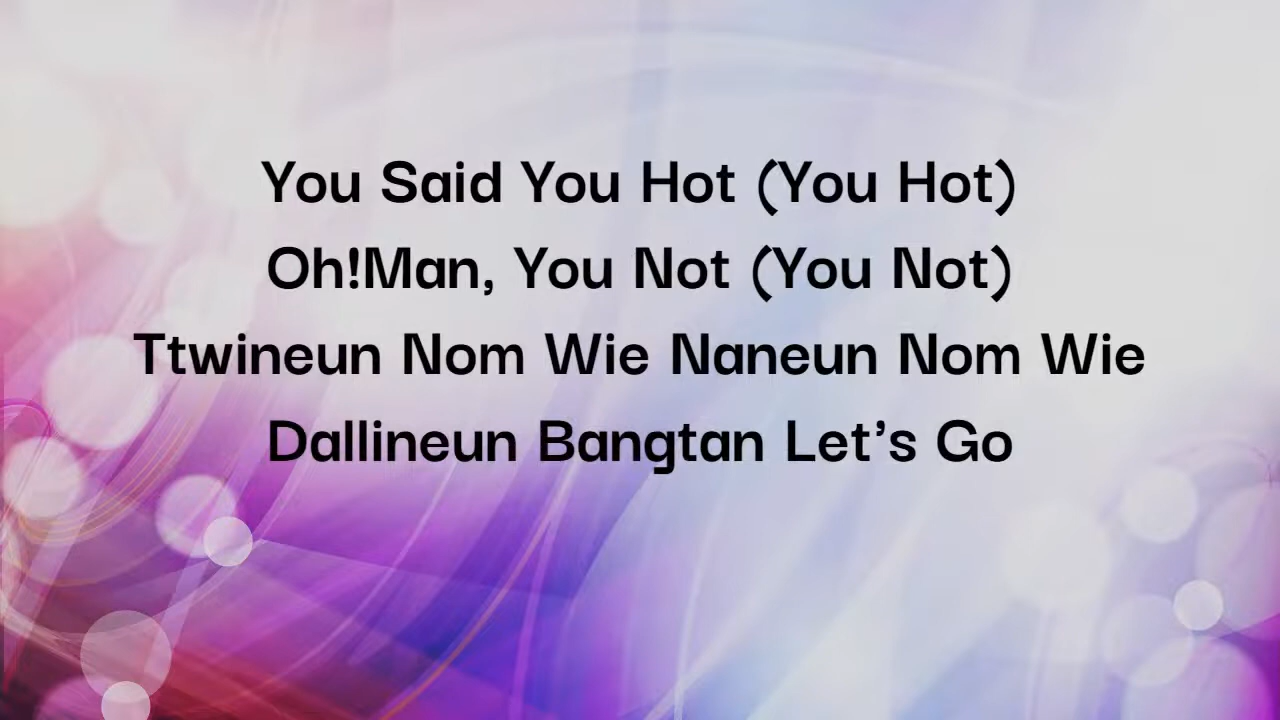 You Said You Hot (You Hot)
Oh!Man, You Not (You Not)
Ttwineun Nom Wie Naneun Nom Wie
Dallineun Bangtan Let’s Go